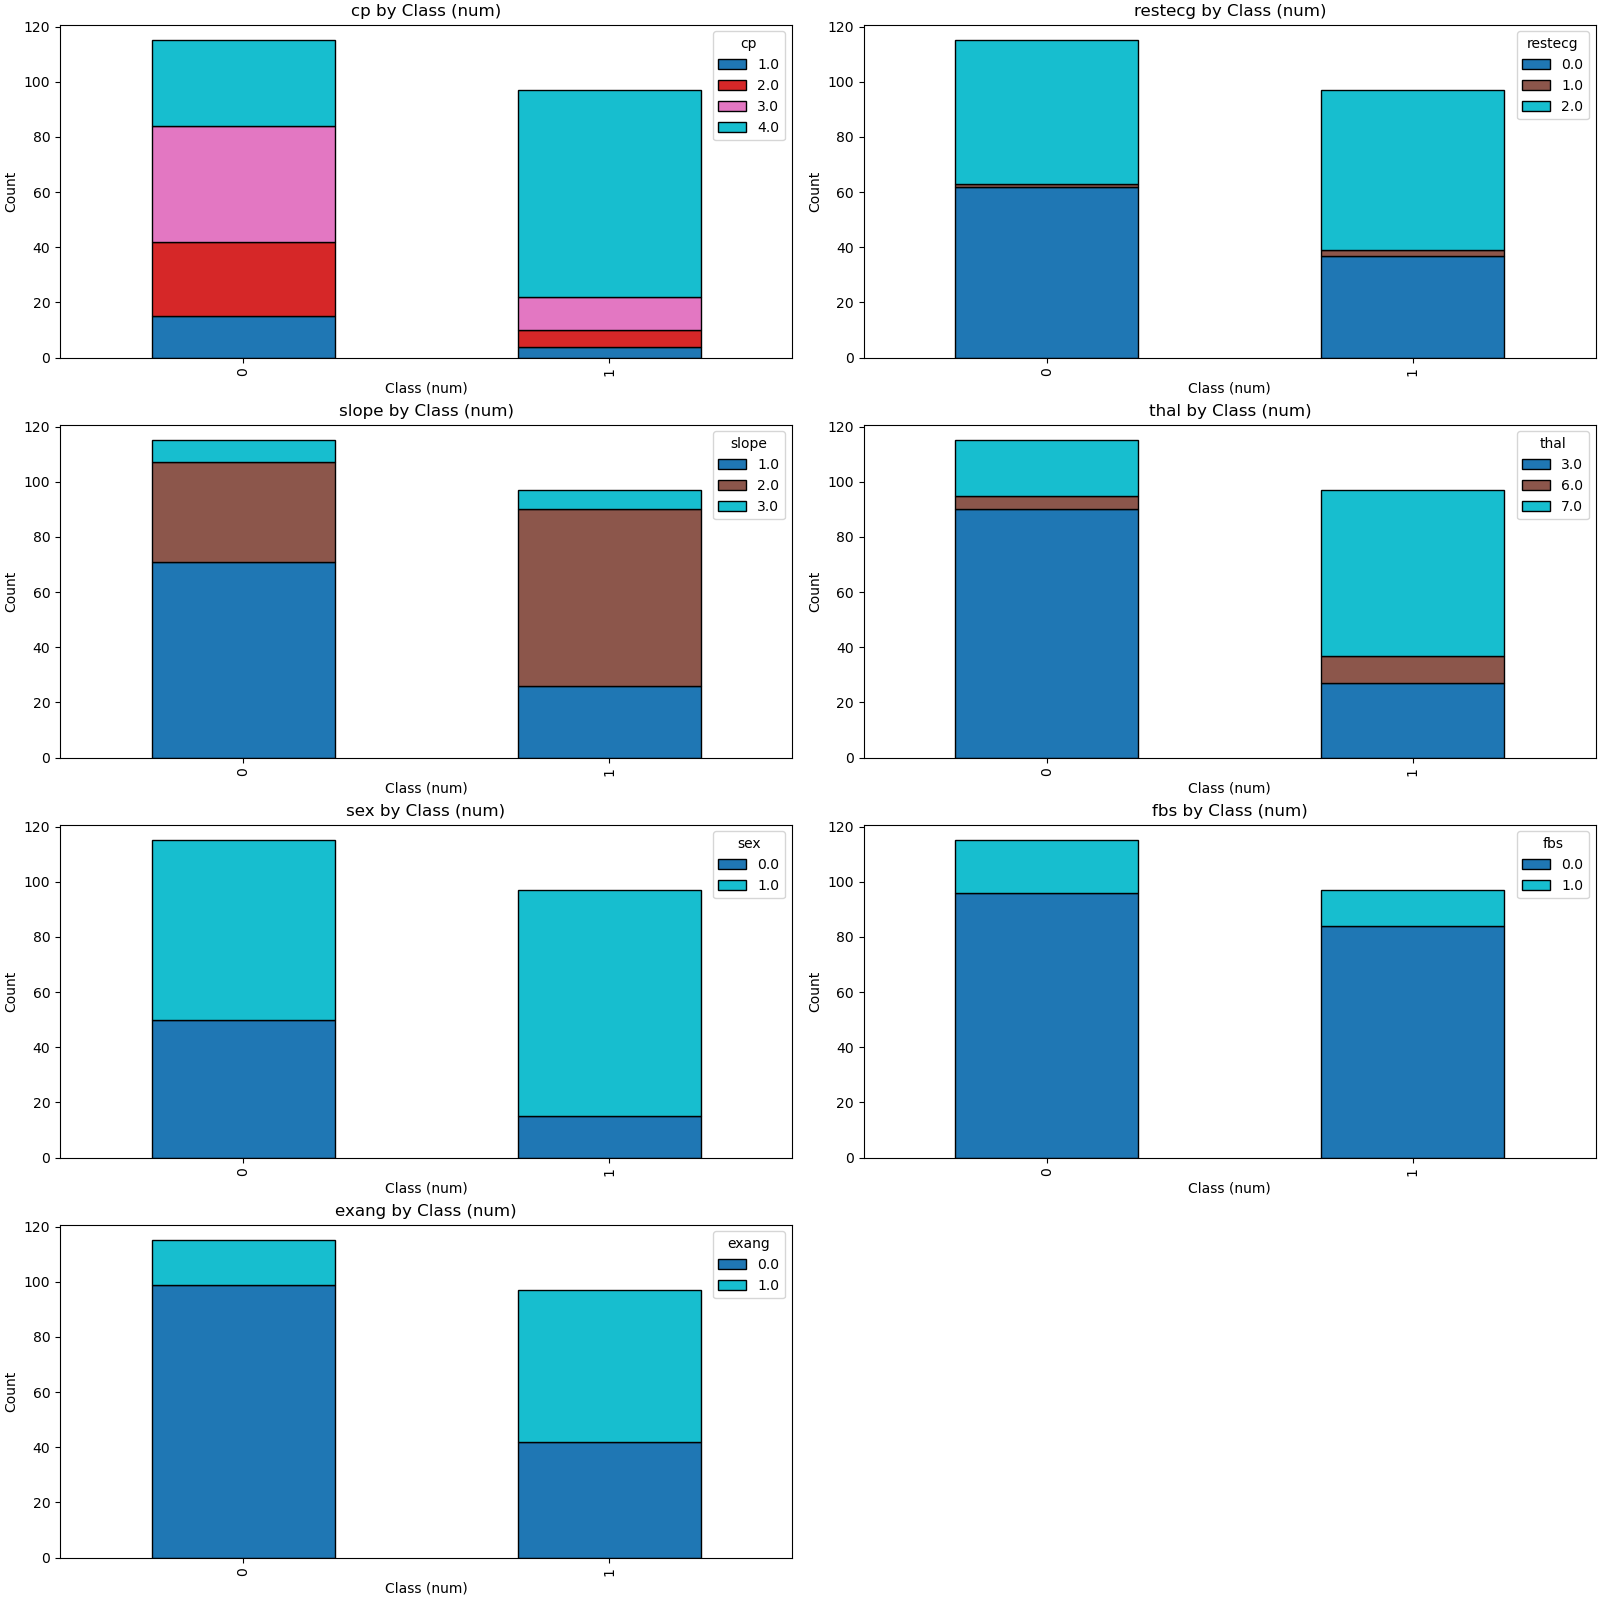 cp by Class (num)
120
100
80
60
40
20
0
Count
0
1
Class (num)
cp
1.0
2.0
3.0
4.0
restecg by Class (num)
120
100
80
60
40
20
0
Count
0
1
Class (num)
restecg
0.0
1.0
2.0
slope by Class (num)
120
100
80
60
40
20
0
Count
0
1
Class (num)
slope
1.0
2.0
3.0
thal by Class (num)
120
100
80
60
40
20
0
Count
0
1
Class (num)
thal
3.0
6.0
7.0
sex by Class (num)
120
100
80
60
40
20
0
Count
0
1
Class (num)
sex
0.0
1.0
fbs by Class (num)
120
100
80
60
40
20
0
Count
0
1
Class (num)
fbs
0.0
1.0
exang by Class (num)
120
100
80
60
40
20
0
Count
0
1
Class (num)
exang
0.0
1.0